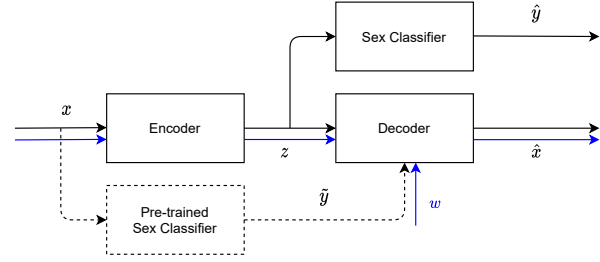 ŷ
Sex Classifier
x
Encoder
Decoder
z
x̂
ỹ
w
Pre-trained
Sex Classifier